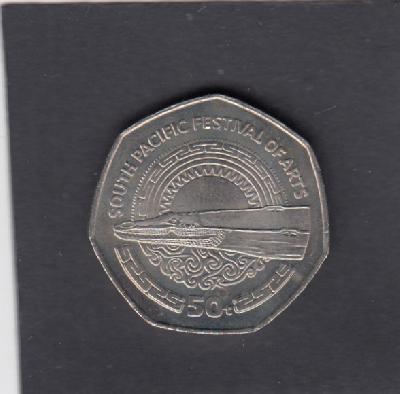 SOUTH PACIFIC FESTIVAL OF ARTS
50t